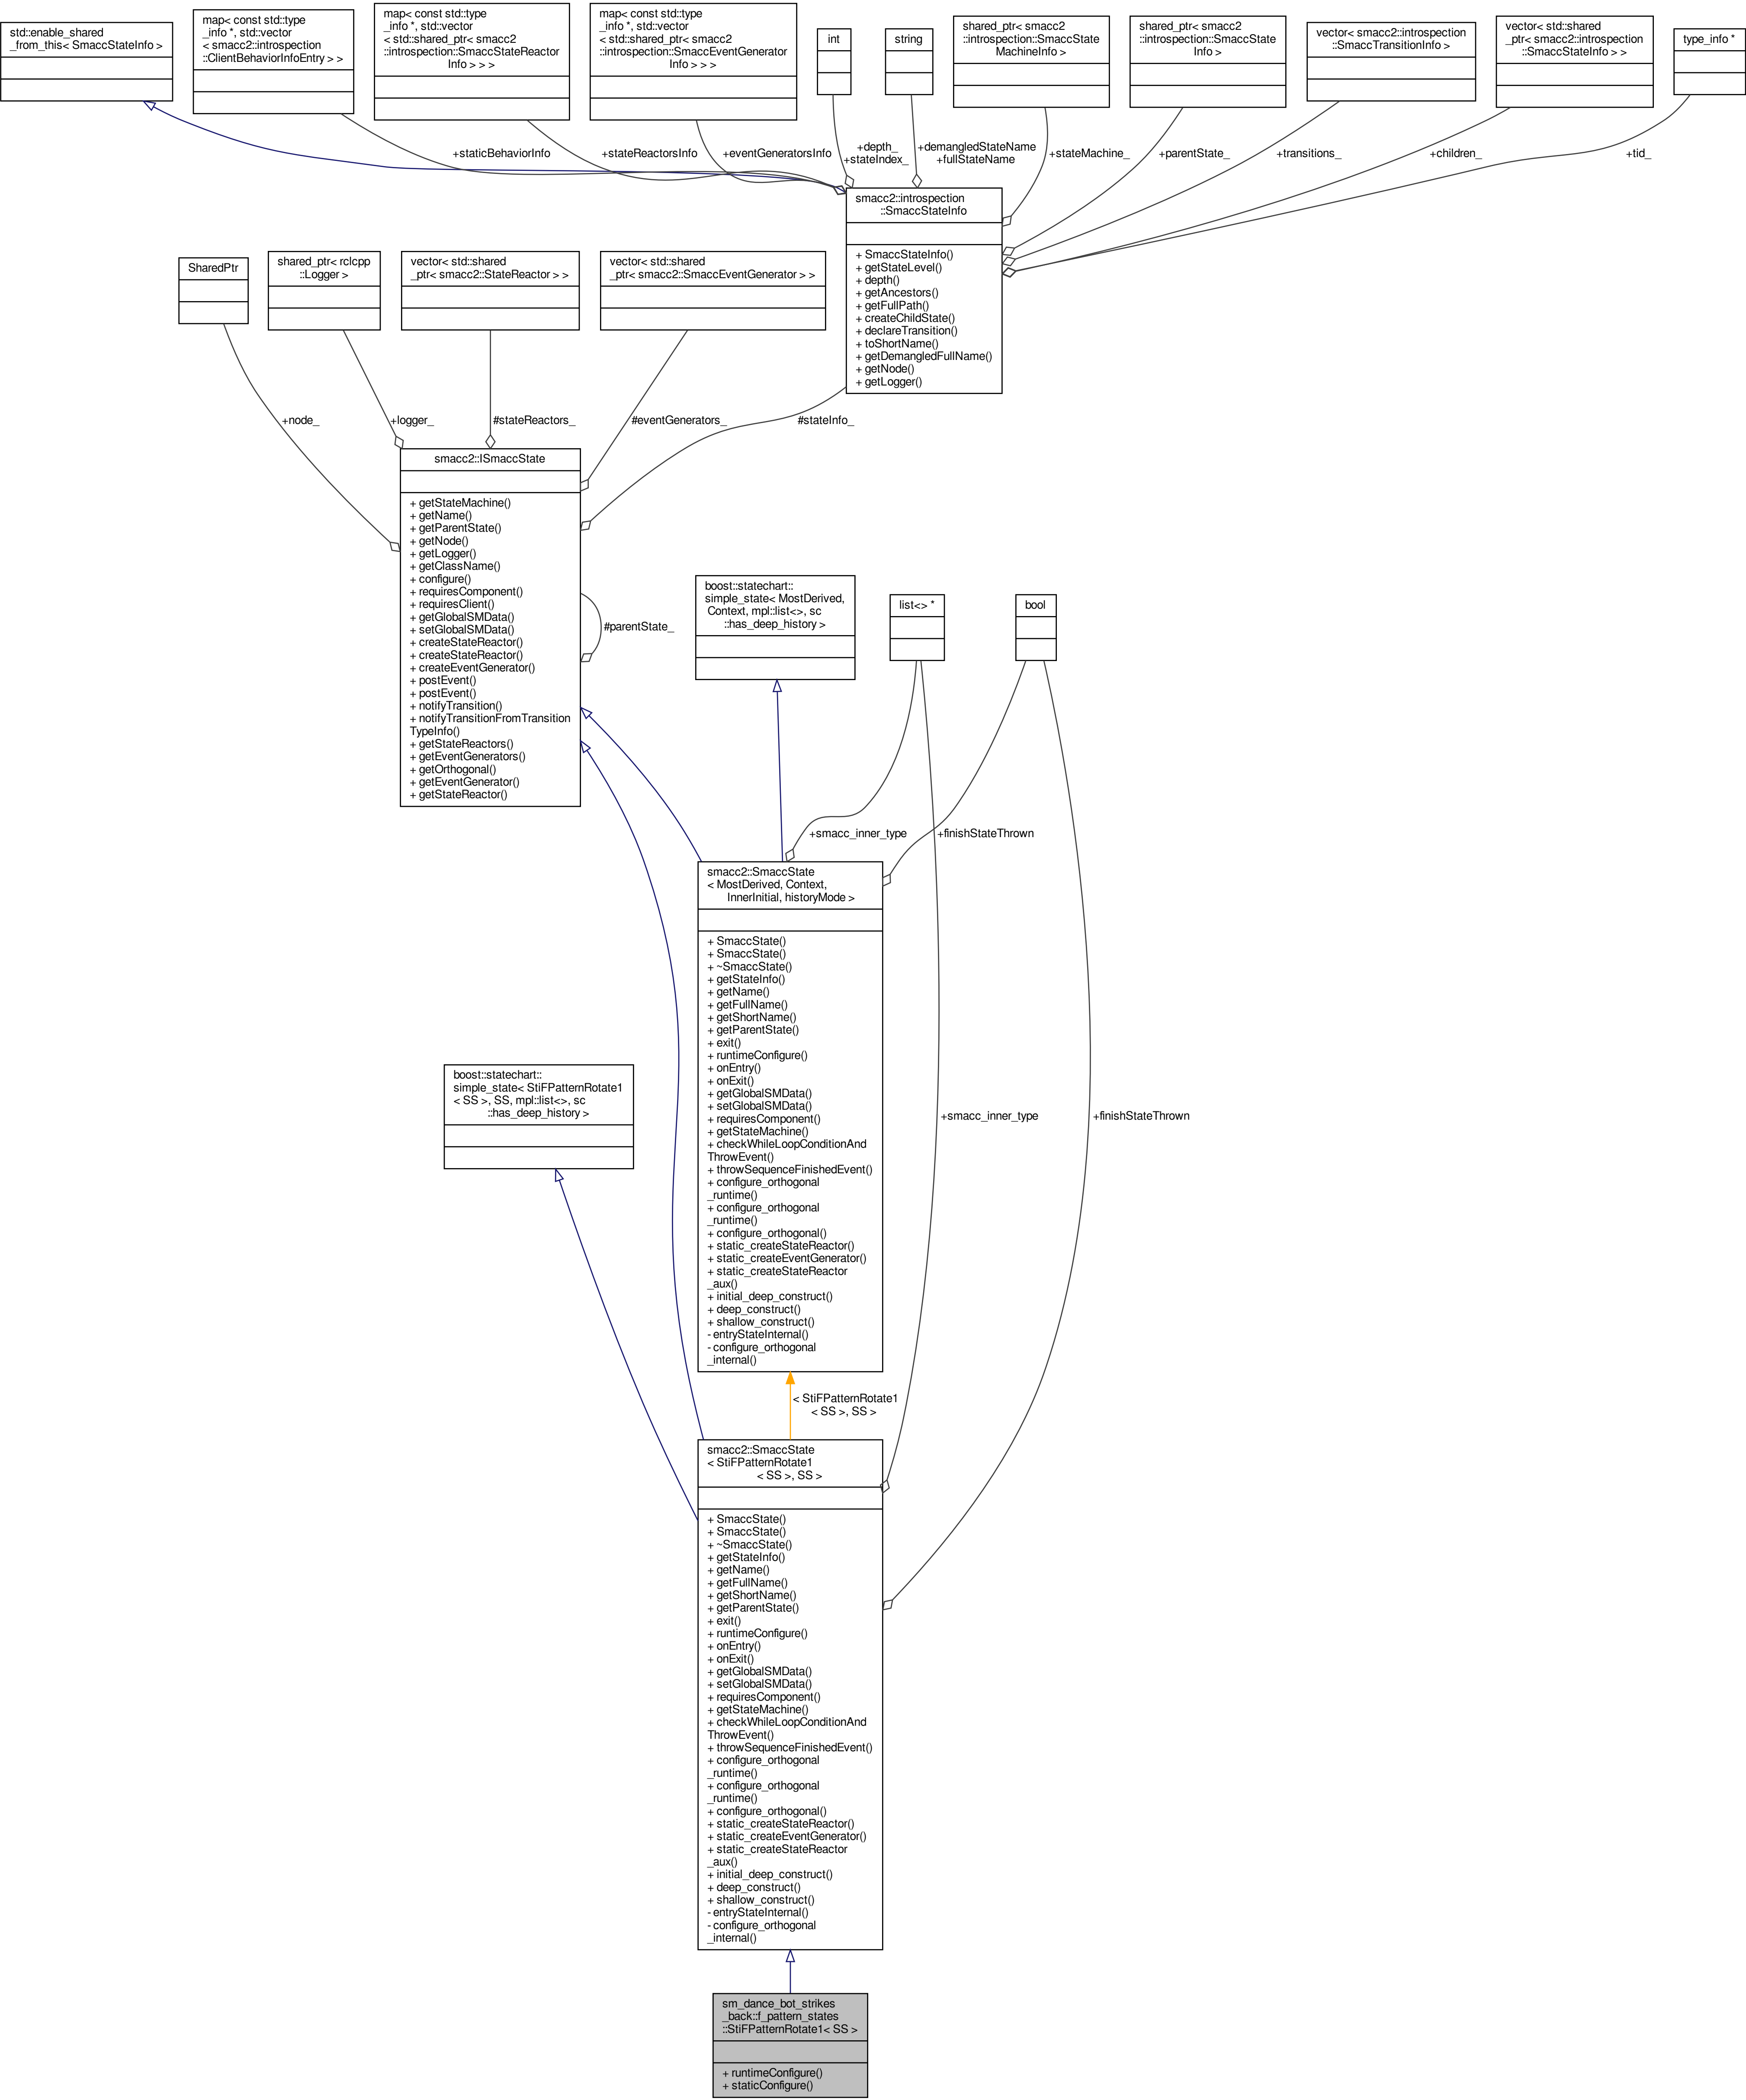 std::enable_shared
_from_this< SmaccStateInfo >
map< const std::type
_info *, std::vector
< smacc2::introspection
::ClientBehaviorInfoEntry > >
map< const std::type
_info *, std::vector
< std::shared_ptr< smacc2
::introspection::SmaccStateReactor
Info > > >
map< const std::type
_info *, std::vector
< std::shared_ptr< smacc2
::introspection::SmaccEventGenerator
Info > > >
int
string
shared_ptr< smacc2
::introspection::SmaccState
MachineInfo >
shared_ptr< smacc2
::introspection::SmaccState
Info >
vector< smacc2::introspection
::SmaccTransitionInfo >
vector< std::shared
_ptr< smacc2::introspection
::SmaccStateInfo > >
type_info *
+staticBehaviorInfo
+stateReactorsInfo
+eventGeneratorsInfo
+depth_
+stateIndex_
+demangledStateName
+fullStateName
+stateMachine_
+parentState_
+transitions_
+children_
+tid_
smacc2::introspection
::SmaccStateInfo
+ SmaccStateInfo()
+ getStateLevel()
+ depth()
+ getAncestors()
+ getFullPath()
+ createChildState()
+ declareTransition()
+ toShortName()
+ getDemangledFullName()
+ getNode()
+ getLogger()
SharedPtr
shared_ptr< rclcpp
::Logger >
vector< std::shared
_ptr< smacc2::StateReactor > >
vector< std::shared
_ptr< smacc2::SmaccEventGenerator > >
+node_
+logger_
#stateReactors_
#eventGenerators_
#stateInfo_
smacc2::ISmaccState
+ getStateMachine()
+ getName()
+ getParentState()
+ getNode()
+ getLogger()
+ getClassName()
+ configure()
+ requiresComponent()
+ requiresClient()
+ getGlobalSMData()
+ setGlobalSMData()
+ createStateReactor()
+ createStateReactor()
+ createEventGenerator()
+ postEvent()
+ postEvent()
+ notifyTransition()
+ notifyTransitionFromTransition
TypeInfo()
+ getStateReactors()
+ getEventGenerators()
+ getOrthogonal()
+ getEventGenerator()
+ getStateReactor()
#parentState_
boost::statechart::
simple_state< MostDerived,
Context, mpl::list<>, sc
::has_deep_history >
list<> *
bool
+smacc_inner_type
+finishStateThrown
smacc2::SmaccState
< MostDerived, Context,
InnerInitial, historyMode >
+ SmaccState()
+ SmaccState()
+ ~SmaccState()
+ getStateInfo()
+ getName()
+ getFullName()
+ getShortName()
+ getParentState()
+ exit()
+ runtimeConfigure()
+ onEntry()
+ onExit()
+ getGlobalSMData()
+ setGlobalSMData()
+ requiresComponent()
+ getStateMachine()
+ checkWhileLoopConditionAnd
ThrowEvent()
+ throwSequenceFinishedEvent()
+ configure_orthogonal
_runtime()
+ configure_orthogonal
_runtime()
+ configure_orthogonal()
+ static_createStateReactor()
+ static_createEventGenerator()
+ static_createStateReactor
_aux()
+ initial_deep_construct()
+ deep_construct()
+ shallow_construct()
- entryStateInternal()
- configure_orthogonal
_internal()
boost::statechart::
simple_state< StiFPatternRotate1
< SS >, SS, mpl::list<>, sc
::has_deep_history >
+smacc_inner_type
+finishStateThrown
< StiFPatternRotate1
< SS >, SS >
smacc2::SmaccState
< StiFPatternRotate1
< SS >, SS >
+ SmaccState()
+ SmaccState()
+ ~SmaccState()
+ getStateInfo()
+ getName()
+ getFullName()
+ getShortName()
+ getParentState()
+ exit()
+ runtimeConfigure()
+ onEntry()
+ onExit()
+ getGlobalSMData()
+ setGlobalSMData()
+ requiresComponent()
+ getStateMachine()
+ checkWhileLoopConditionAnd
ThrowEvent()
+ throwSequenceFinishedEvent()
+ configure_orthogonal
_runtime()
+ configure_orthogonal
_runtime()
+ configure_orthogonal()
+ static_createStateReactor()
+ static_createEventGenerator()
+ static_createStateReactor
_aux()
+ initial_deep_construct()
+ deep_construct()
+ shallow_construct()
- entryStateInternal()
- configure_orthogonal
_internal()
sm_dance_bot_strikes
_back::f_pattern_states
::StiFPatternRotate1< SS >
+ runtimeConfigure()
+ staticConfigure()